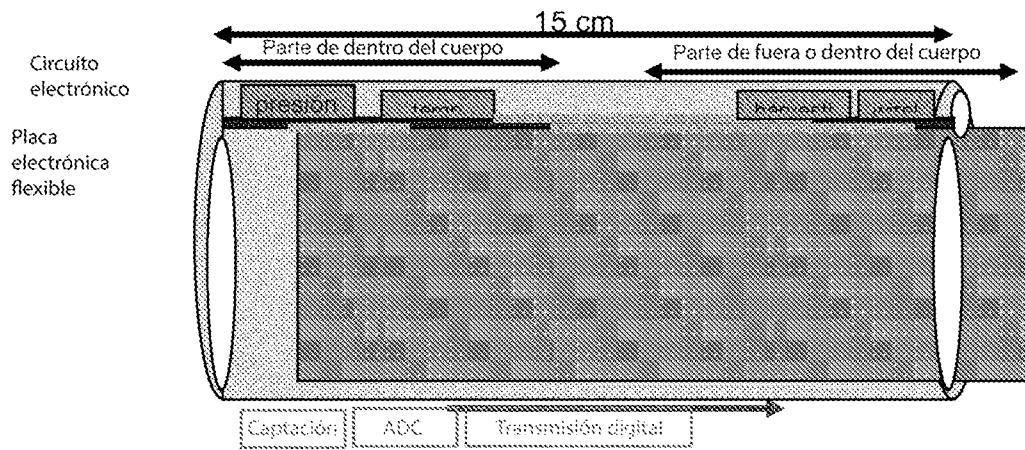 15 cm
Parte de dentro del cuerpo
Parte de fuera o dentro del cuerpo
Circuito
electrónico
presión
Placa
electrónica
flexible
Captación
ADC
Transmisión digital